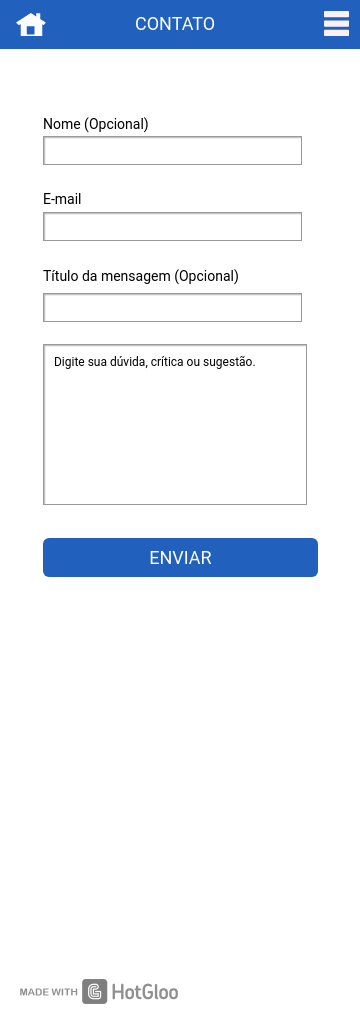 CONTATO
Nome (Opcional)
E-mail
Título da mensagem (Opcional)
Digite sua dúvida, crítica ou sugestão.
ENVIAR
MADE WITH HotGloo